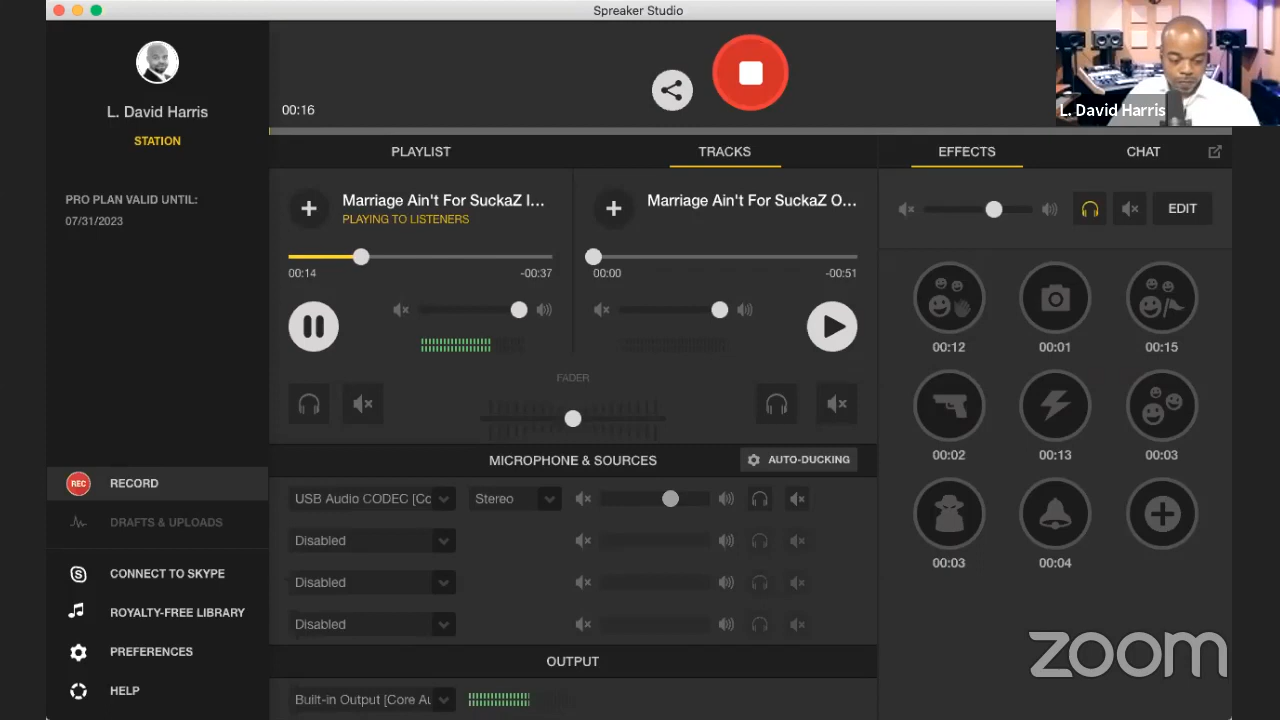 Spreaker Studio
L. David Harris
STATION
PRO PLAN VALID UNTIL:
07/31/2023
REC RECORD
DRAFTS & UPLOADS
CONNECT TO SKYPE
ROYALTY-FREE LIBRARY
PREFERENCES
HELP
00:16
PLAYLIST
TRACKS
Marriage Ain't For SuckaZ I...
PLAYING TO LISTENERS
00:14
-00:37
Marriage Ain't For SuckaZ O...
00:00
-00:51
FADER
MICROPHONE & SOURCES
AUTO-DUCKING
USB Audio CODEC [Co
Stereo
Disabled
Disabled
Disabled
OUTPUT
Built-in Output [Core Au
L. David Harris
EFFECTS
CHAT
EDIT
00:12
00:01
00:15
00:02
00:13
00:03
00:03
00:04
zoom